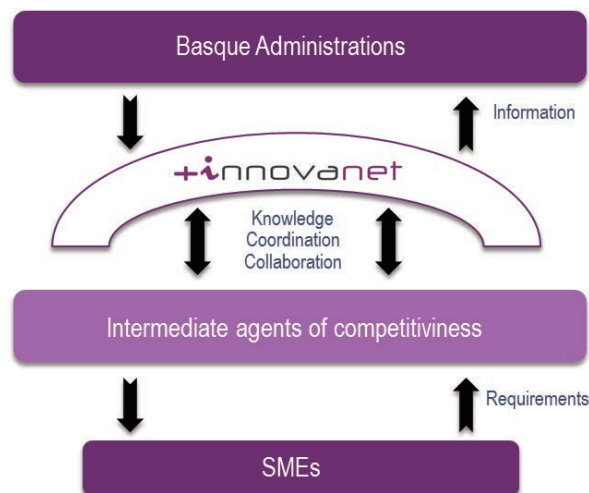 Basque Administrations
Information
+innovanet
Knowledge
Coordination
Collaboration
Intermediate agents of competitiviness
Requirements
SMEs